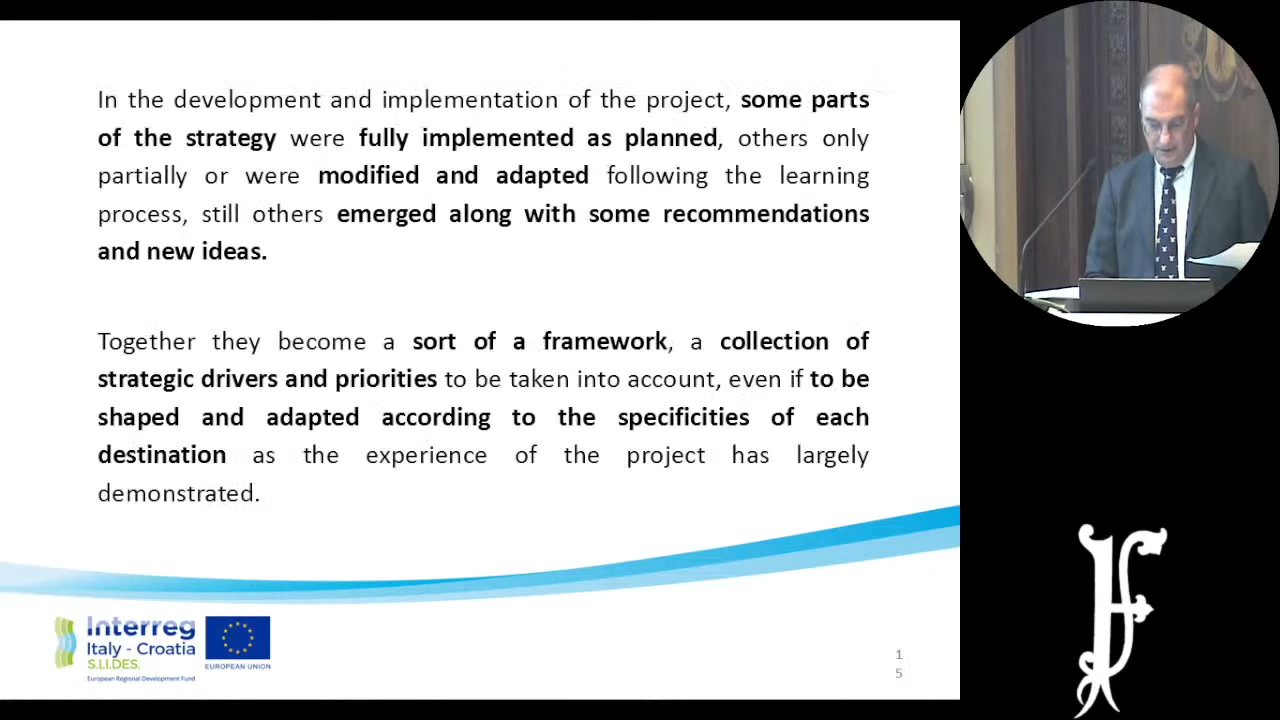 In the development and implementation of the project, some parts
of the strategy were fully implemented as planned, others only
partially or were modified and adapted following the learning
process, still others emerged along with some recommendations
and new ideas.
Together they become a sort of a framework, a collection of
strategic drivers and priorities to be taken into account, even if to be
shaped and adapted according to the specificities of each
destination as the experience of the project has largely
demonstrated.
Interreg
Italy - Croatia
S.LI.DES.
European Regional Development Fund
EUROPEAN UNION
1
5